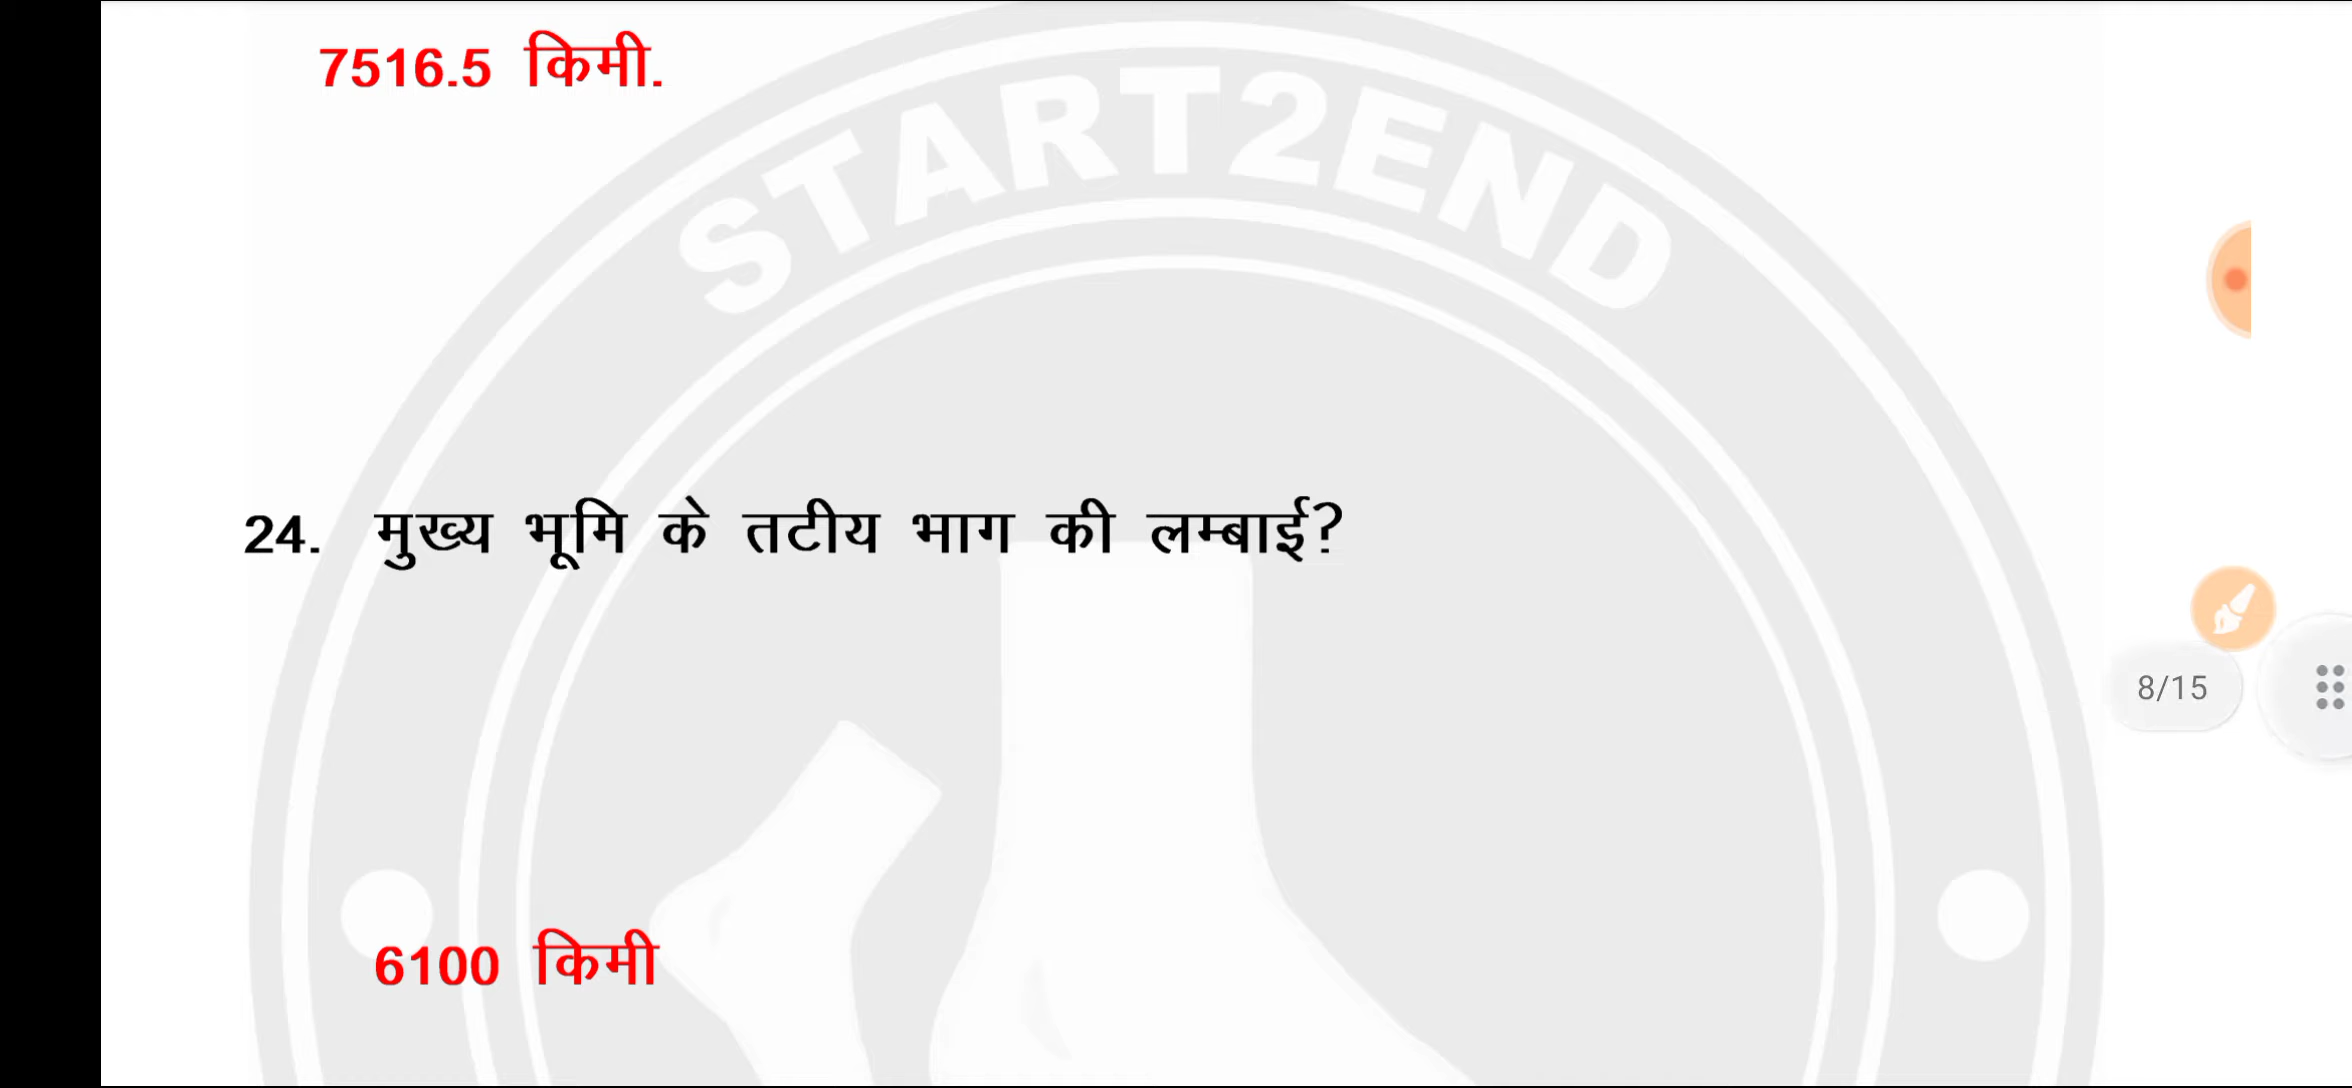 7516.5 किमी.
START2END
24. मुख्य भूमि के तटीय भाग की लम्बाई?
8/15
6100 किमी